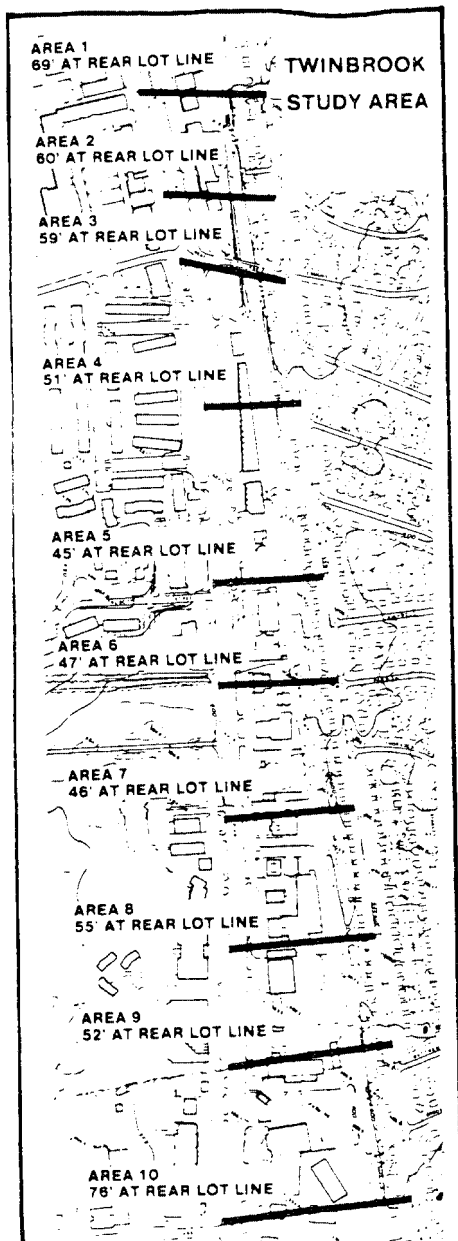 AREA 1
69' AT REAR LOT LINE
TWINBROOK
STUDY AREA
AREA 2
60' AT REAR LOT LINE
AREA 3
59' AT REAR LOT LINE
AREA 4
51' AT REAR LOT LINE
AREA 5
45' AT REAR LOT LINE
AREA 6
47' AT REAR LOT LINE
AREA 7
46' AT REAR LOT LINE
AREA 8
55' AT REAR LOT LINE
AREA 9
52' AT REAR LOT LINE
AREA 10
76' AT REAR LOT LINE